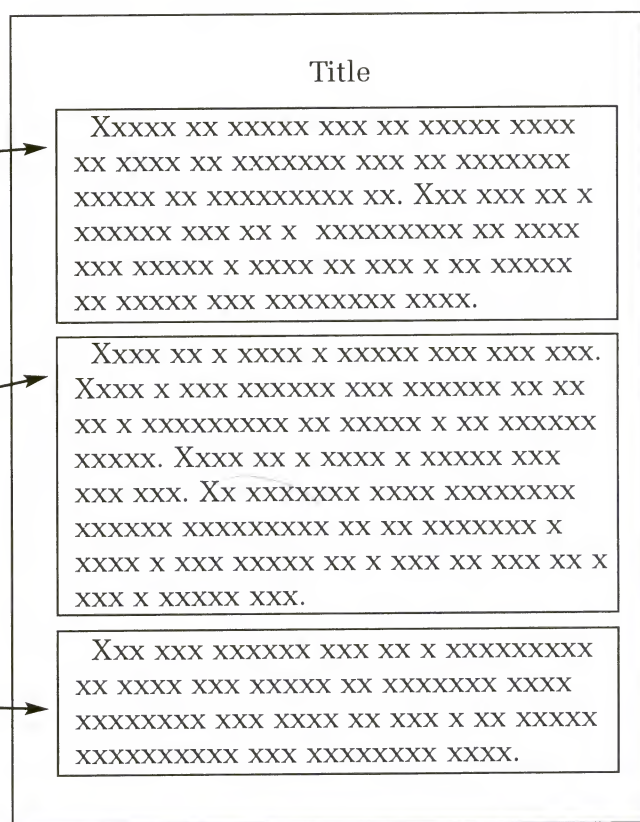 Title
Xxxxx xx xxxxx xxx xx xxxxx xxxx
xx xxxx xx xxxxxxx xxx xx xxxxxxx
xxxxx xx xxxxxxxxx xx. Xxx xxx xx x
xxxxxx xxx xx x xxxxxxxxx xx xxxx
xxx xxxxx x xxxx xx xxx x xx xxxxx
xx xxxxx xxx xxxxxxxx xxxx.
Xxxx xx x xxxx x xxxxx xxx xxx xxx.
Xxxx x xxx xxxxxx xxx xxxxxx xx xx
xx x xxxxxxxxx xx xxxxx x xx xxxxxx
xxxxx. Xxxx xx x xxxx x xxxxx xxx
xxx xxx. Xx xxxxxxx xxxx xxxxxxxx
xxxxxx xxxxxxxxx xx xx xxxxxxx x
xxxx x xxx xxxxx xx x xxx xx xxx xx x
xxx x xxxxx xxx.
Xxx xxx xxxxxx xxx xx x xxxxxxxxx
xx xxxx xxx xxxxx xx xxxxxxx xxxx
xxxxxxxx xxx xxxx xx xxx x xx xxxxx
xxxxxxxxxx xxx xxxxxxxx xxxx.